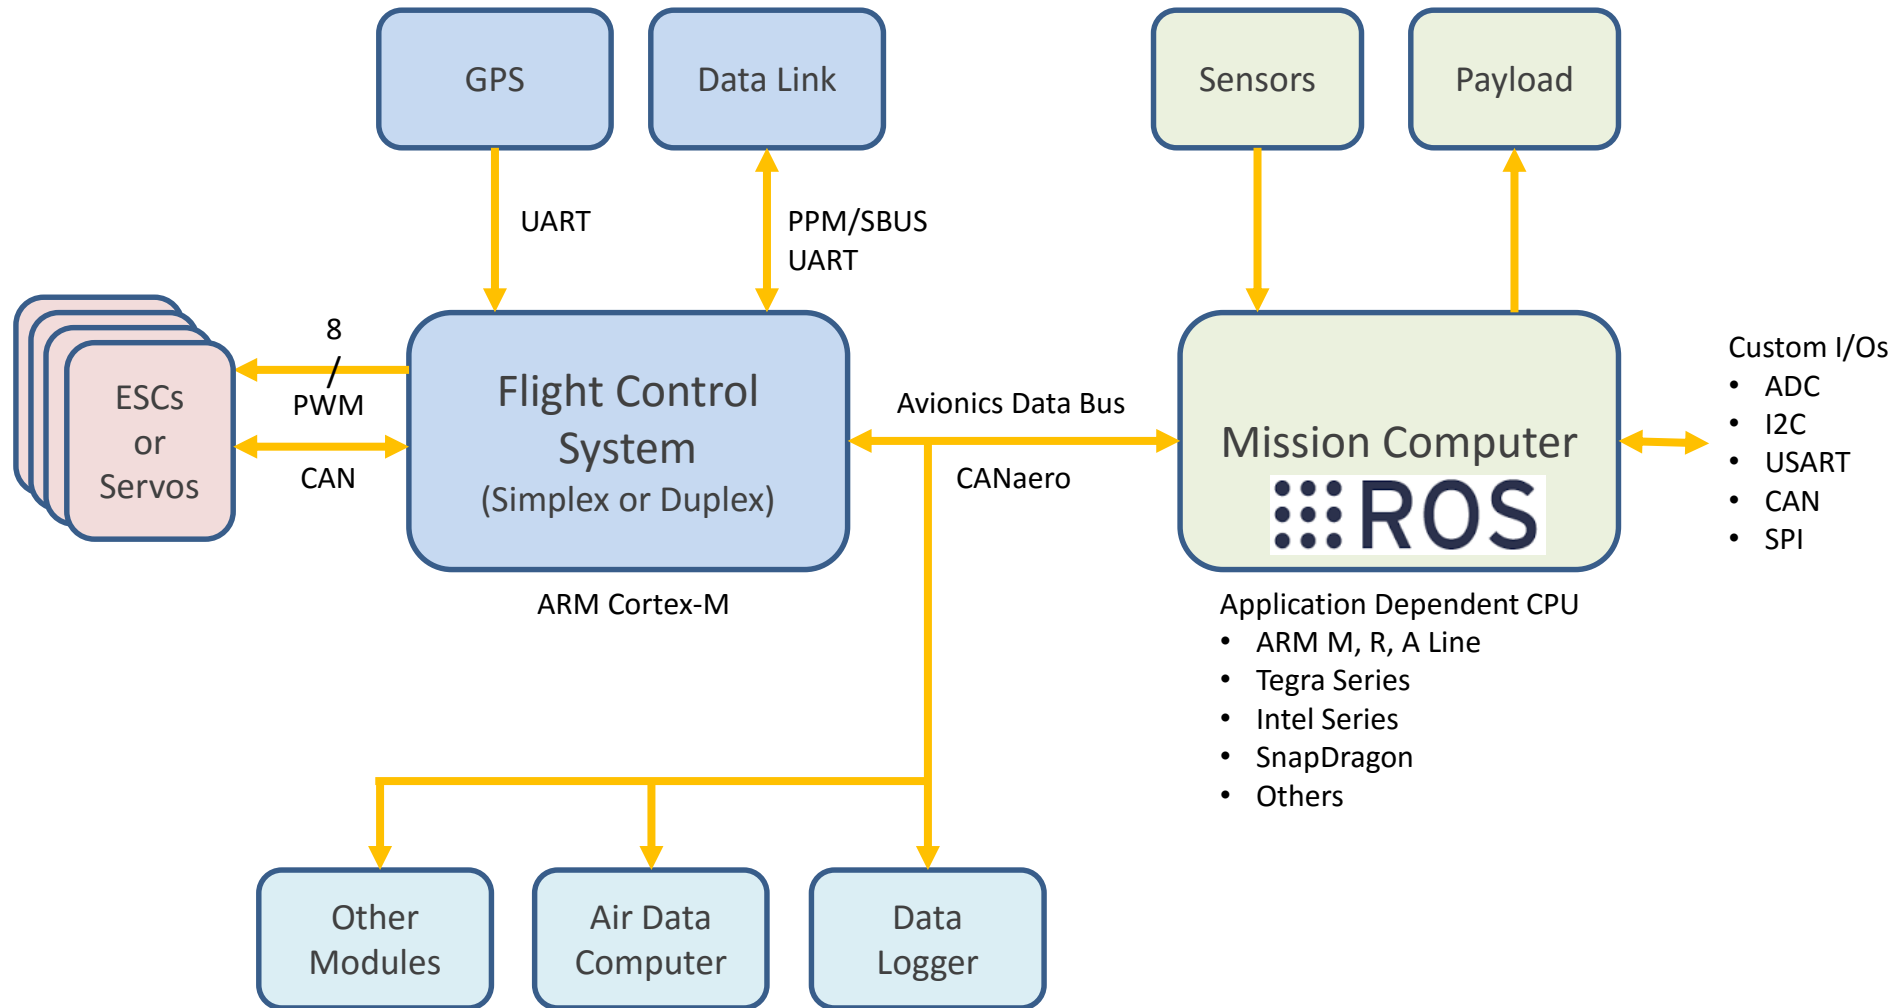 GPS
Data Link
Sensors
Payload
UART
PPM/SBUS
UART
8
PWM
CAN
ESCs
or
Servos
Flight Control
System
(Simplex or Duplex)
ARM Cortex-M
Avionics Data Bus
CANaero
Mission Computer
ROS
Custom I/Os
• ADC
• I2C
• USART
• CAN
• SPI
Application Dependent CPU
• ARM M, R, A Line
• Tegra Series
• Intel Series
• SnapDragon
• Others
Other
Modules
Air Data
Computer
Data
Logger